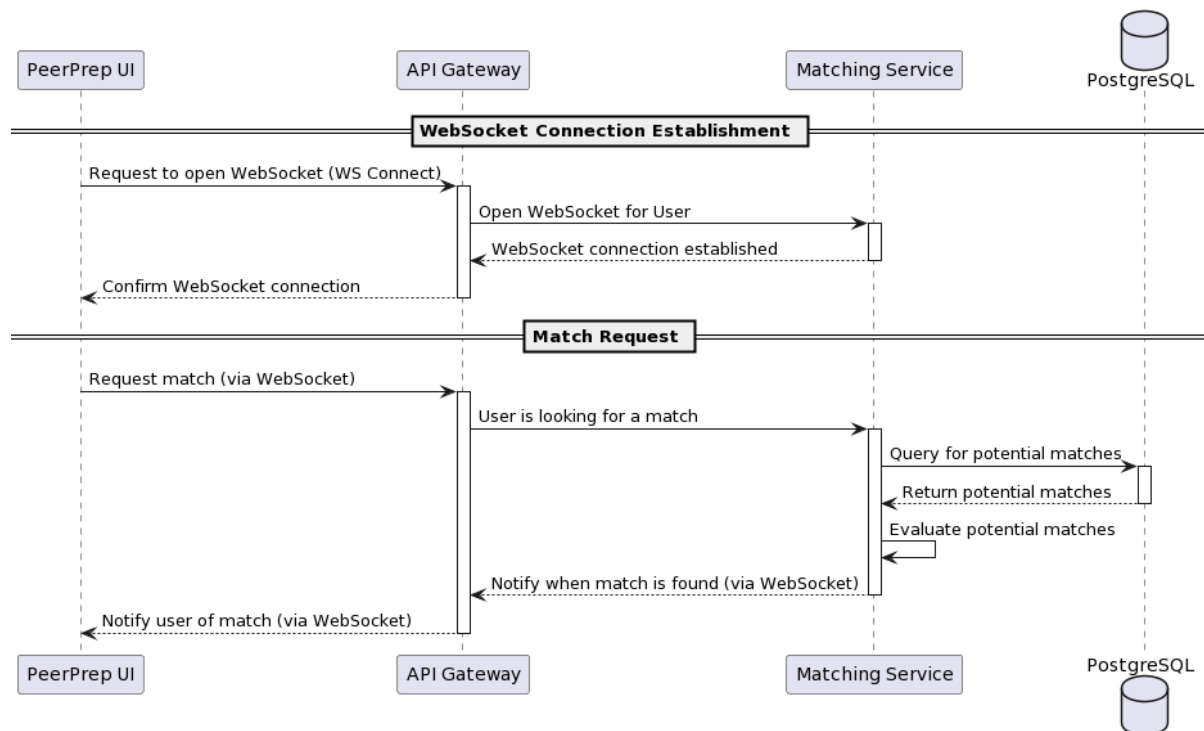 PeerPrep UI
API Gateway
Matching Service
PostgreSQL
WebSocket Connection Establishment
Request to open WebSocket (WS Connect)
Open WebSocket for User
WebSocket connection established
Confirm WebSocket connection
Match Request
Request match (via WebSocket)
User is looking for a match
Query for potential matches
Return potential matches
Evaluate potential matches
Notify when match is found (via WebSocket)
Notify user of match (via WebSocket)
PeerPrep UI
API Gateway
Matching Service
PostgreSQL